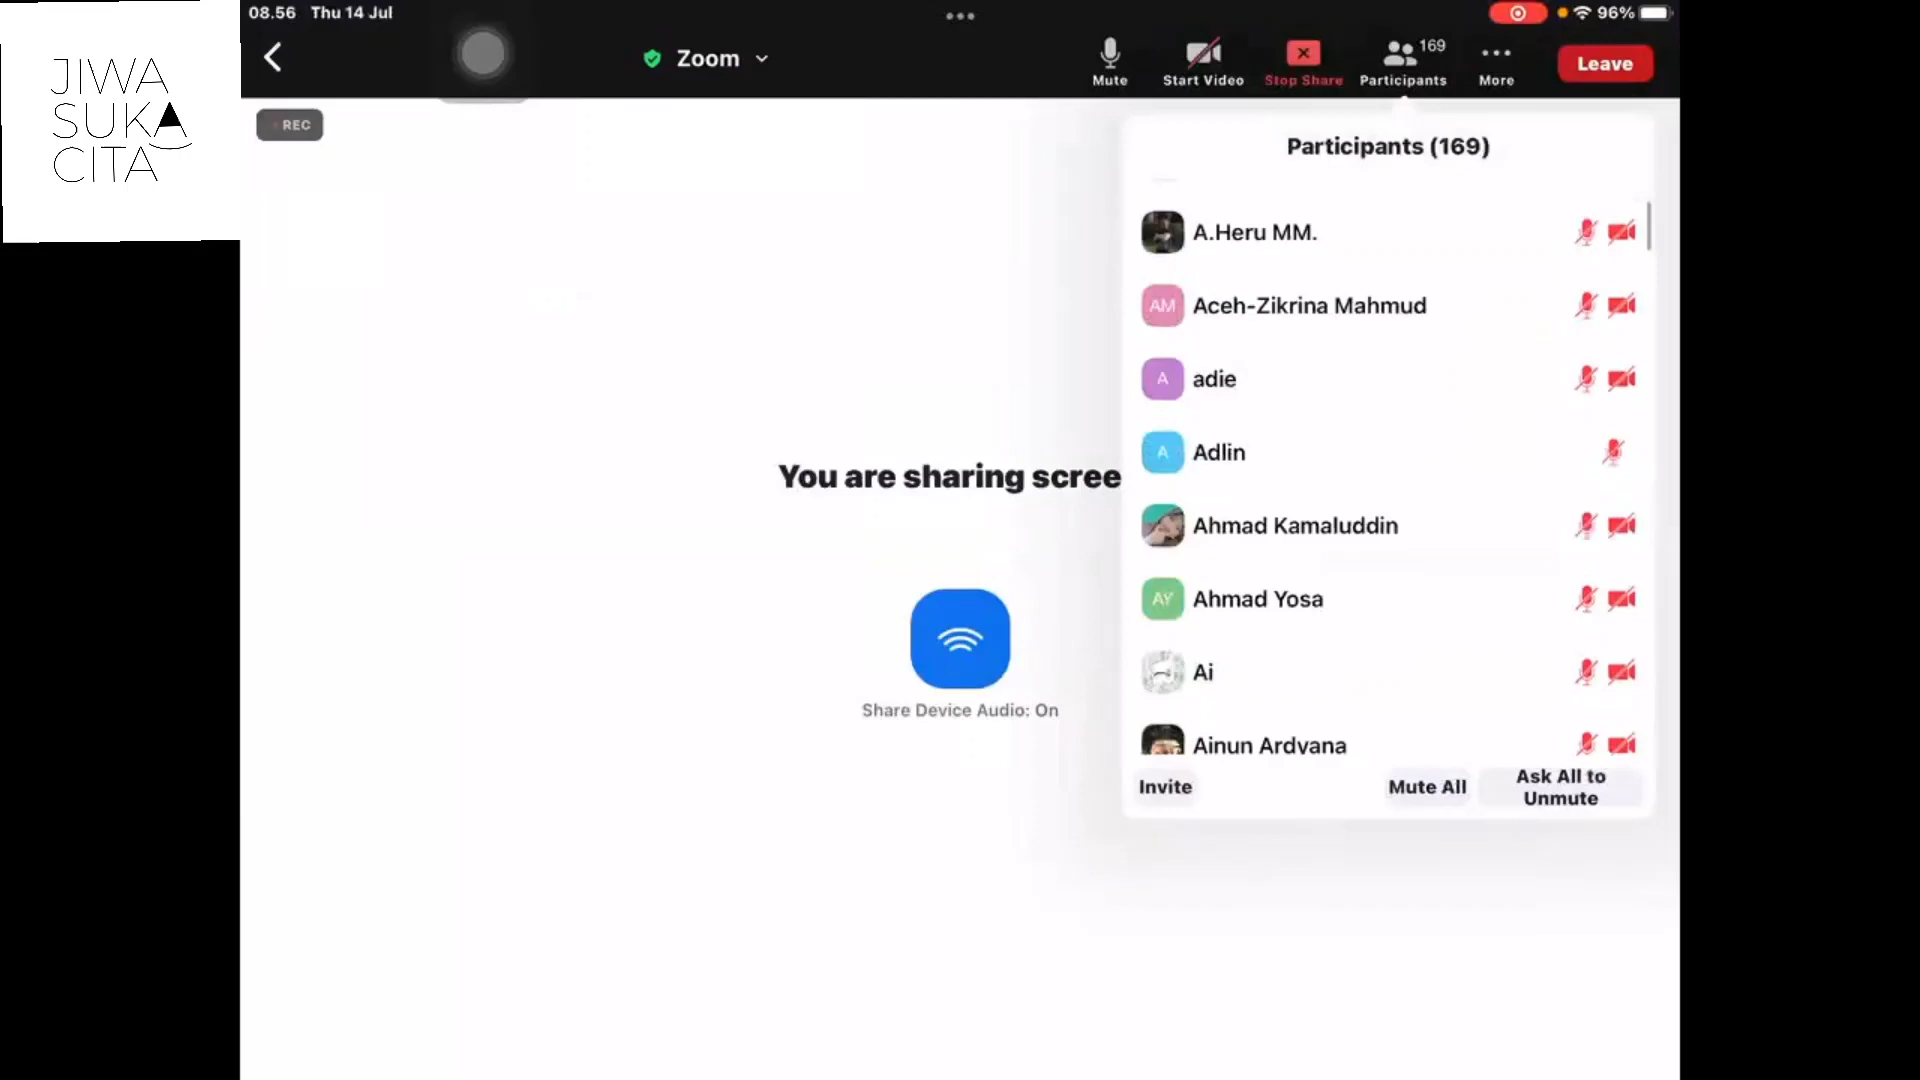 JIWA
SUKA
CITA
08.56 Thu 14 Jul
96%
Zoom
Mute
Start Video
Stop Share
169
Participants
More
Leave
REC
Participants (169)
A.Heru MM.
AM Aceh-Zikrina Mahmud
A adie
A Adlin
Ahmad Kamaluddin
AY Ahmad Yosa
Ai
Ainun Ardvana
Invite
Mute All
Ask All to
Unmute
You are sharing scree
Share Device Audio: On